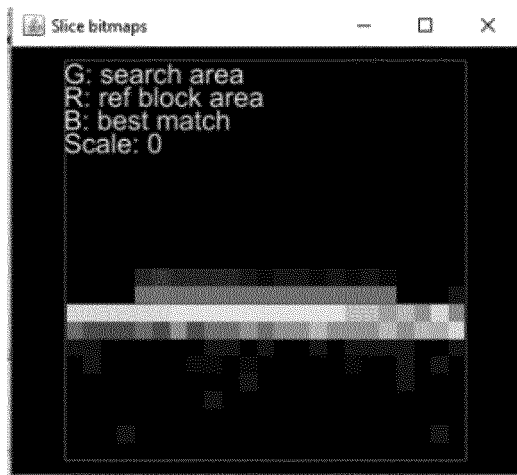 Slice bitmaps
G: search area
R: ref block area
B: best match
Scale: 0